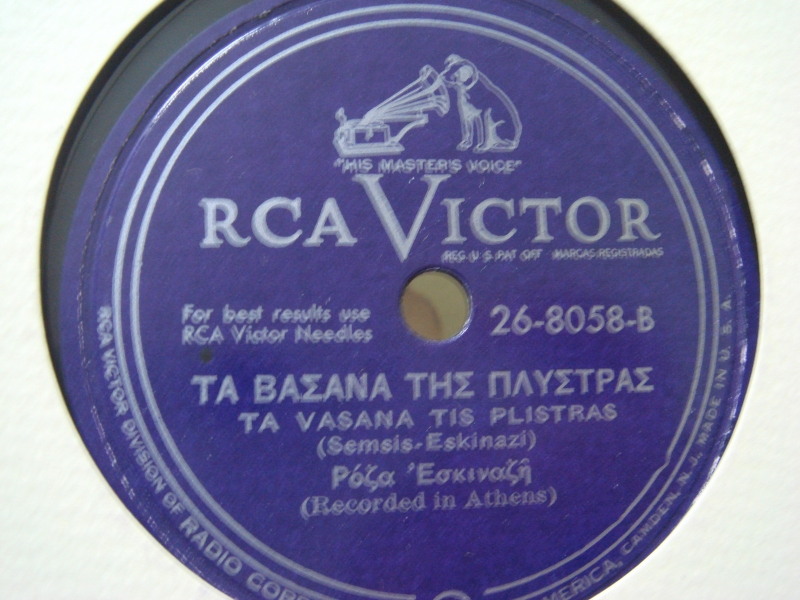 "HIS MASTER'S VOICE"
RCA VICTOR
REG. U S PAT OFF MARCAS REGISTRADAS
For best results use
RCA Victor Needles
26-8058-B
ΤΑ ΒΑΣΑΝΑ ΤΗΣ ΠΛΥΣΤΡΑΣ
TA VASANA TIS PLISTRAS
(Semsis-Eskinazi)
Ρόζα Ἐσκιναζῆ
(Recorded in Athens)
RCA VICTOR DIVISION OF RADIO
AMERICA, CAMDEN, N. J. MADE IN U. S. A.